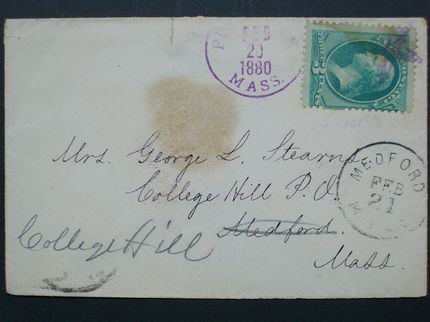 FEB
20
1880
MASS.
Mrs. George L. Stearns
College Hill P.O.
Medford.
Mass.
College Hill
MEDFORD
FEB
21